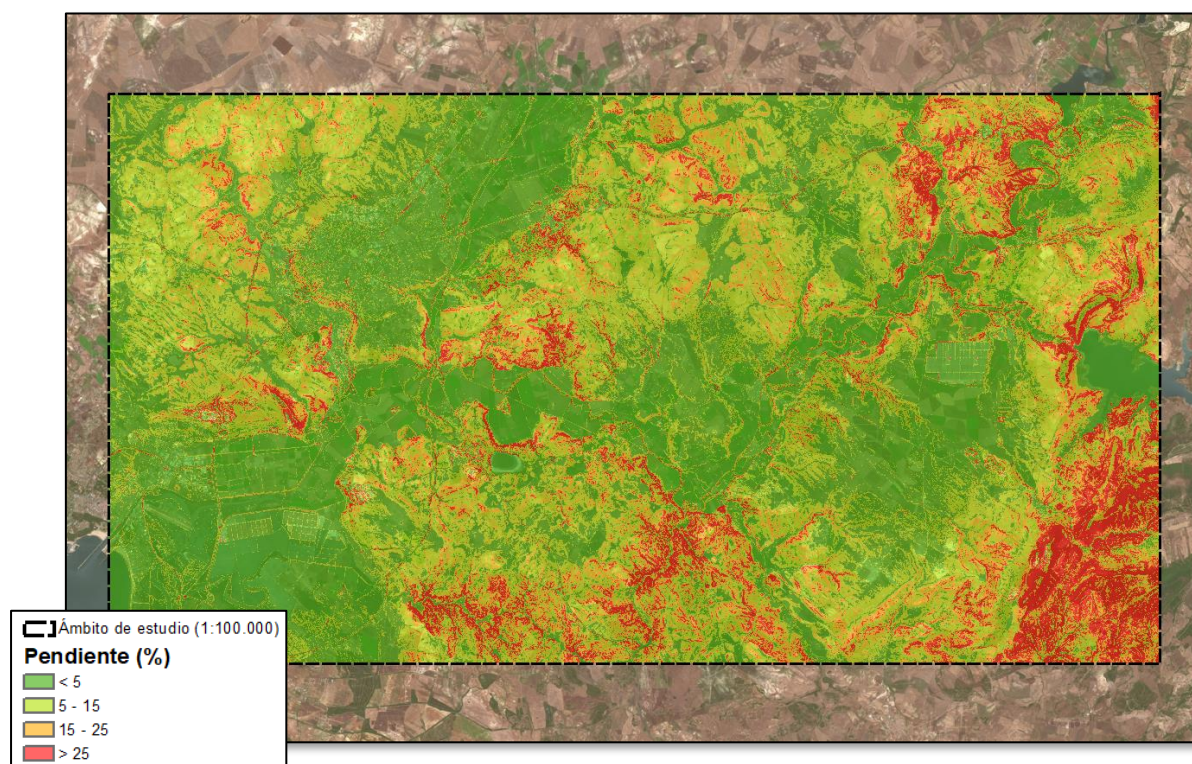 Ámbito de estudio (1:100.000)
Pendiente (%)
< 5
5 - 15
15 - 25
> 25